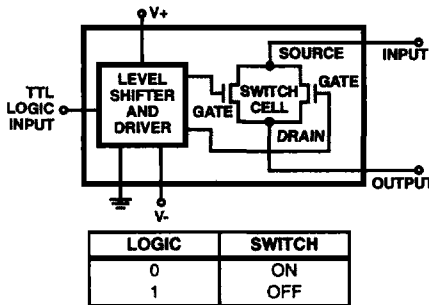 V+
SOURCE
INPUT
TTL
LOGIC
INPUT
LEVEL
SHIFTER
AND
DRIVER
GATE
SWITCH
CELL
GATE
DRAIN
OUTPUT
V-
LOGIC SWITCH
0 ON
1 OFF